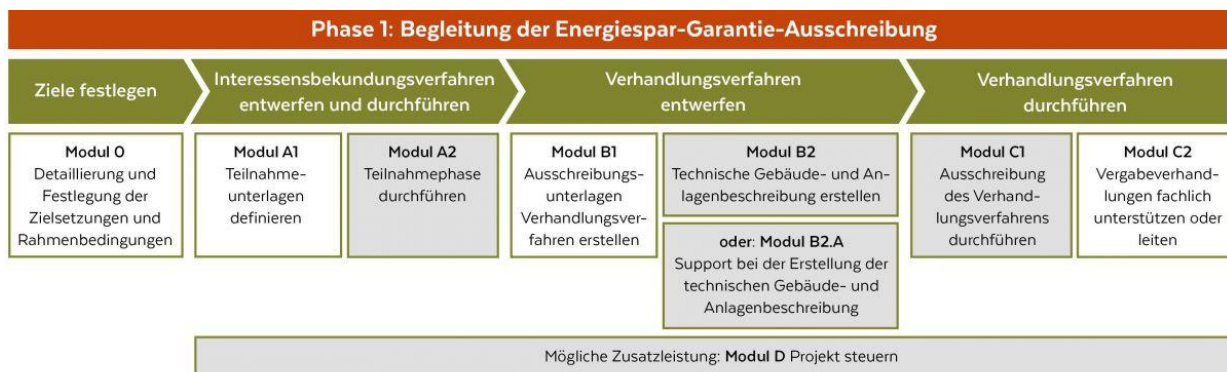 Phase 1: Begleitung der Energiespar-Garantie-Ausschreibung
Ziele festlegen
Interessensbekundungsverfahren
entwerfen und durchführen
Verhandlungsverfahren
entwerfen
Verhandlungsverfahren
durchführen
Modul 0
Detaillierung und
Festlegung der
Zielsetzungen und
Rahmenbedingungen
Modul A1
Teilnahme-
unterlagen
definieren
Modul A2
Teilnahmephase
durchführen
Modul B1
Ausschreibungs-
unterlagen
Verhandlungsver-
fahren erstellen
Modul B2
Technische Gebäude- und An-
lagenbeschreibung erstellen
oder: Modul B2.A
Support bei der Erstellung der
technischen Gebäude- und
Anlagenbeschreibung
Modul C1
Ausschreibung
des Verhand-
lungsverfahrens
durchführen
Modul C2
Vergabeverhand-
lungen fachlich
unterstützen oder
leiten
Mögliche Zusatzleistung: Modul D Projekt steuern